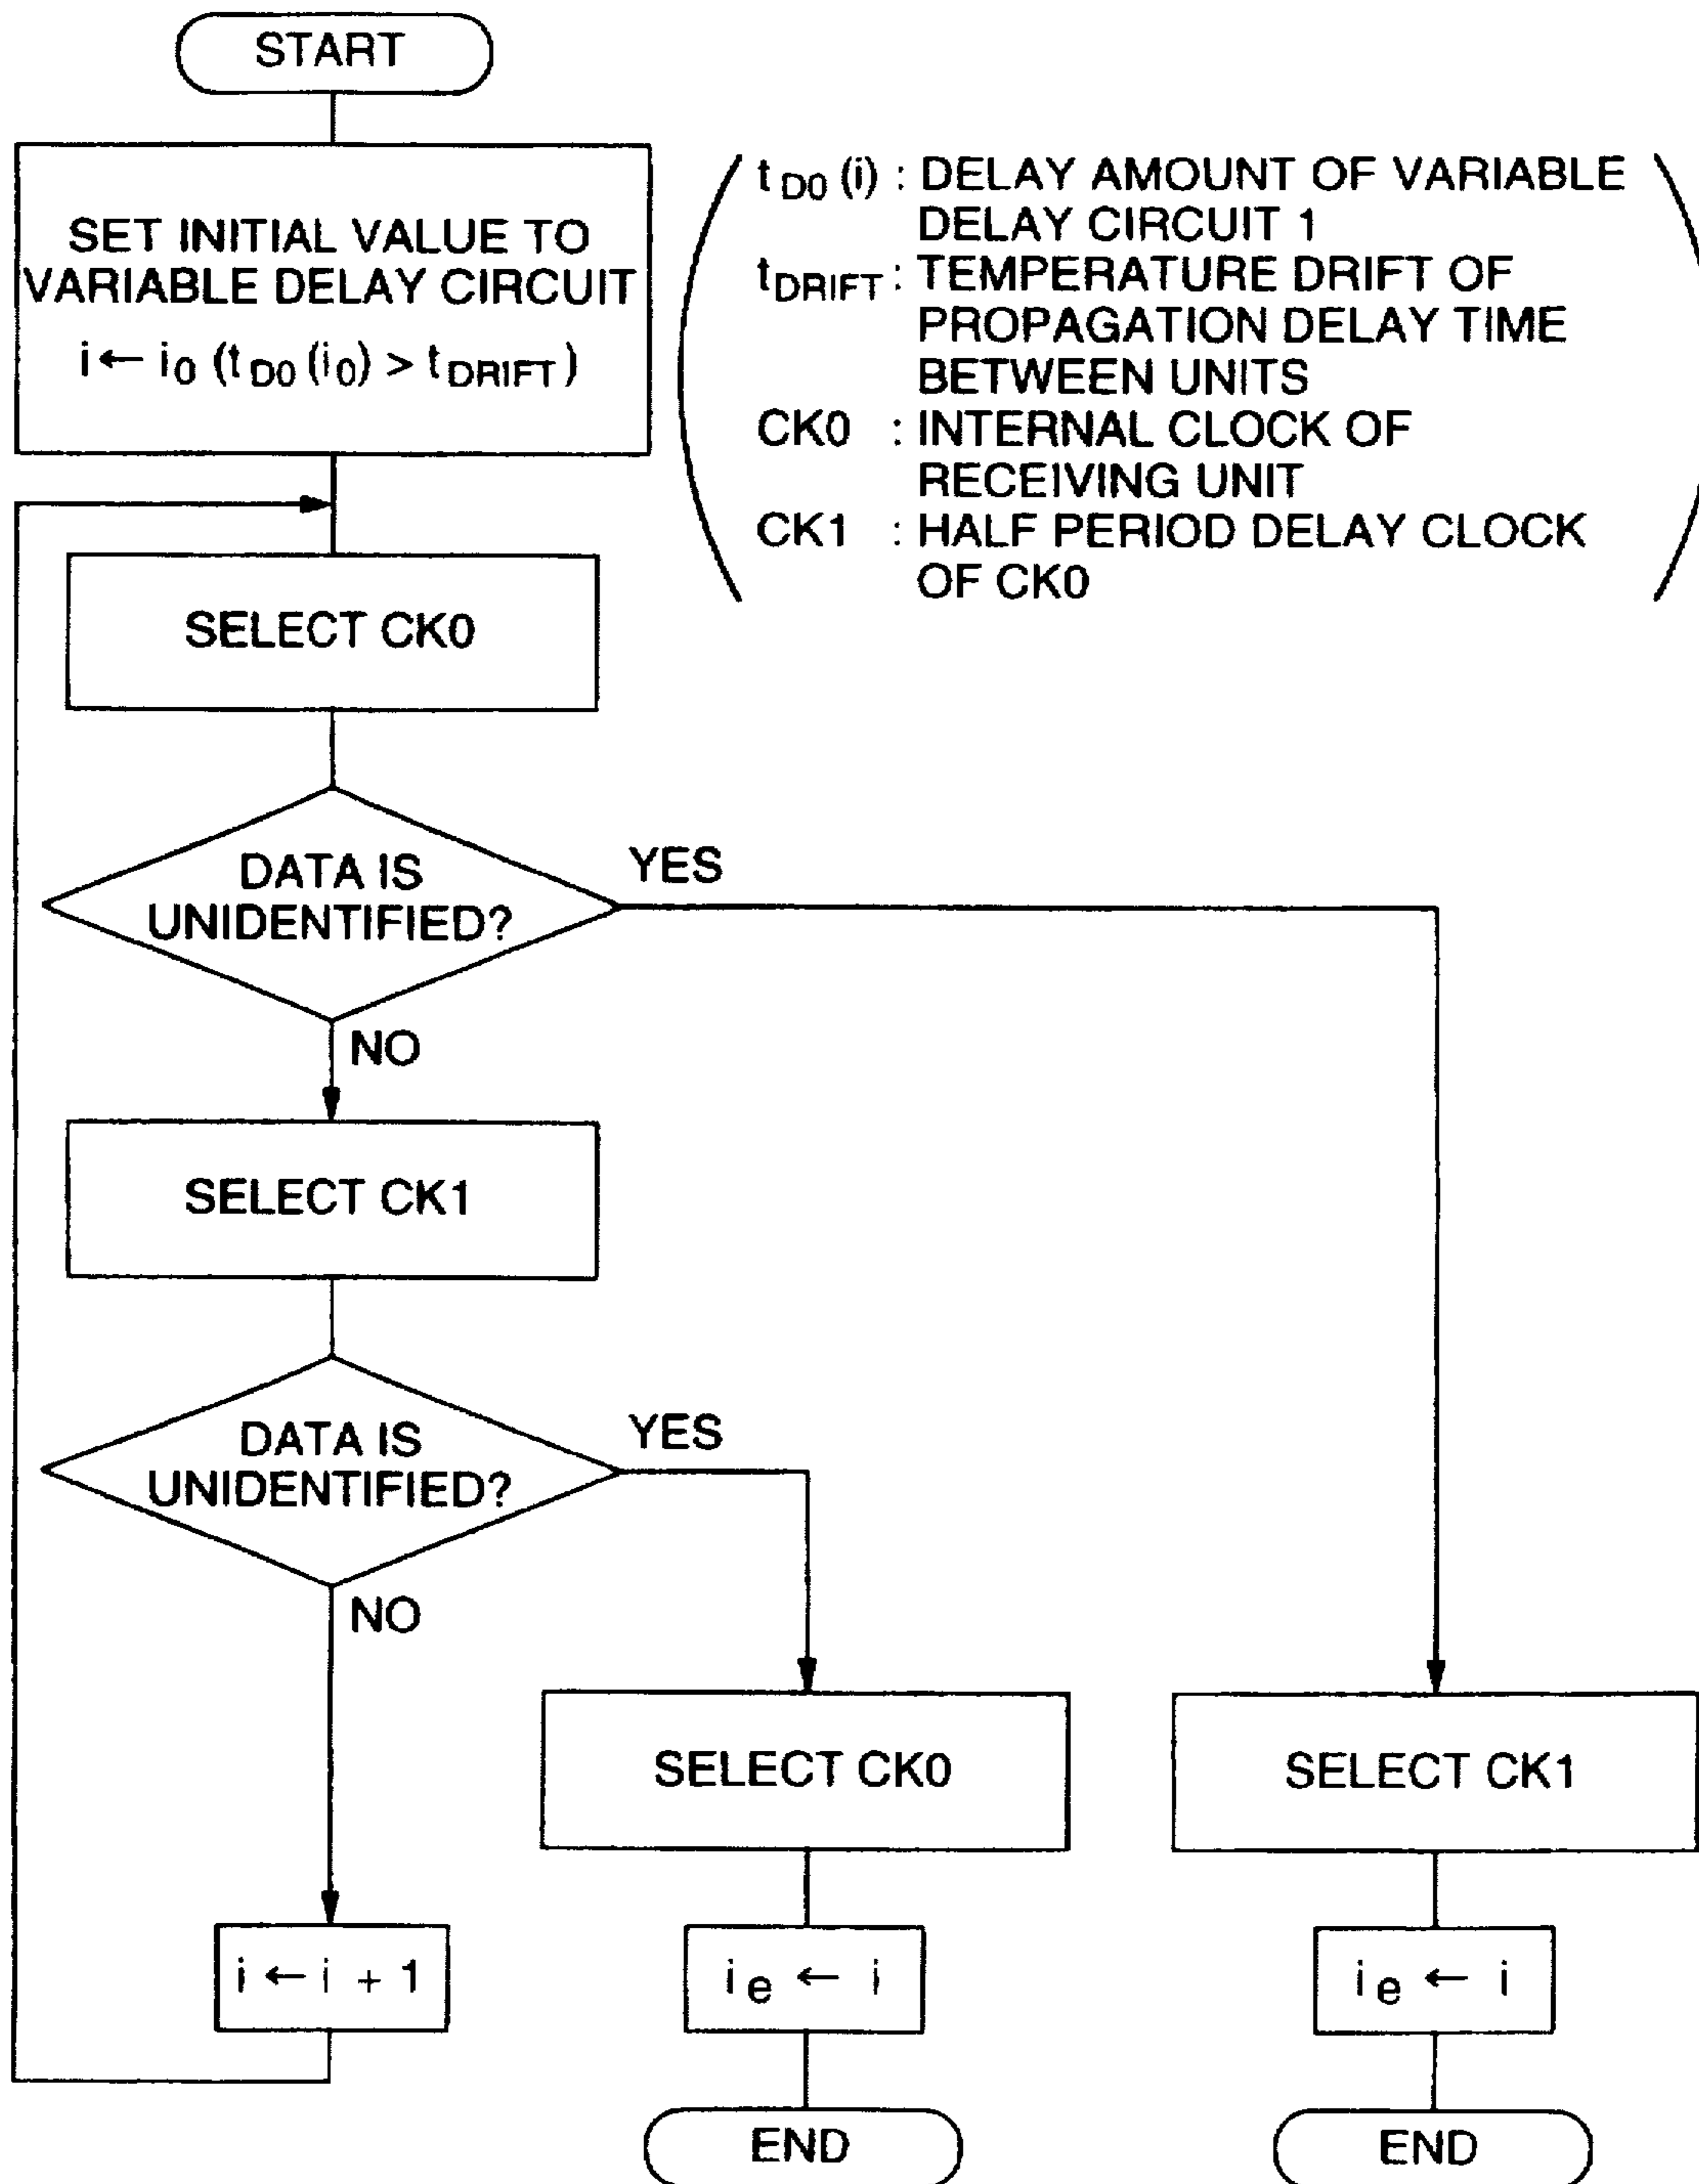 START
SET INITIAL VALUE TO
VARIABLE DELAY CIRCUIT
i ← i0 (tD0 (i0) > tDRIFT)
tD0 (i) : DELAY AMOUNT OF VARIABLE
DELAY CIRCUIT 1
tDRIFT : TEMPERATURE DRIFT OF
PROPAGATION DELAY TIME
BETWEEN UNITS
CK0 : INTERNAL CLOCK OF
RECEIVING UNIT
CK1 : HALF PERIOD DELAY CLOCK
OF CK0
SELECT CK0
DATA IS
UNIDENTIFIED?
YES
NO
SELECT CK1
DATA IS
UNIDENTIFIED?
YES
NO
SELECT CK0
SELECT CK1
i ← i + 1
ie ← i
ie ← i
END
END